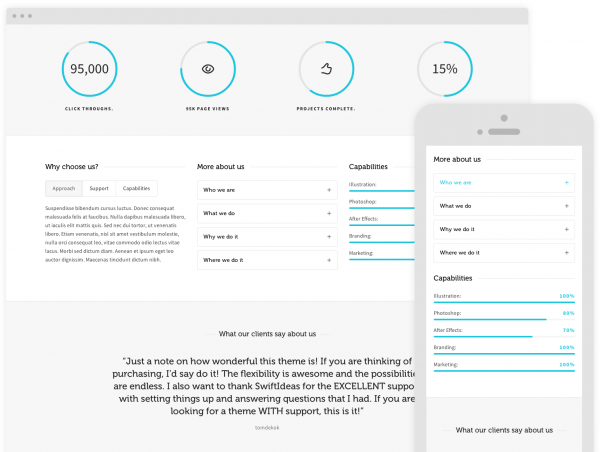 95,000
15%
CLICK THROUGHS.
95K PAGE VIEWS
PROJECTS COMPLETE.
Why choose us?
Approach
Support
Capabilities
Suspendisse bibendum cursus luctus. Donec consequat
malesuada felis at faucibus. Nulla dapibus malesuada libero,
ut iaculis elit mattis quis. Sed nec dui tortor, ut venenatis
libero. Etiam venenatis, nisl sit amet vestibulum molestie,
nulla orci consequat leo, vitae commodo odio lectus vitae
lacus. Morbi sed dictum diam. Aenean et ipsum eget leo
auctor dignissim. Maecenas tincidunt dictum nibh.
More about us
Who we are +
What we do +
Why we do it +
Where we do it +
Capabilities
Illustration:
Photoshop:
After Effects:
Branding:
Marketing:
What our clients say about us
“Just a note on how wonderful this theme is! If you are thinking of
purchasing, I'd say do it! The flexibility is awesome and the possibilitie
are endless. I also want to thank SwiftIdeas for the EXCELLENT suppo
with setting things up and answering questions that I had. If you are
looking for a theme WITH support, this is it!”
tomdakak
More about us
Who we are +
What we do +
Why we do it +
Where we do it +
Capabilities
Illustration: 100%
Photoshop: 80%
After Effects: 70%
Branding: 100%
Marketing: 100%
What our clients say about us